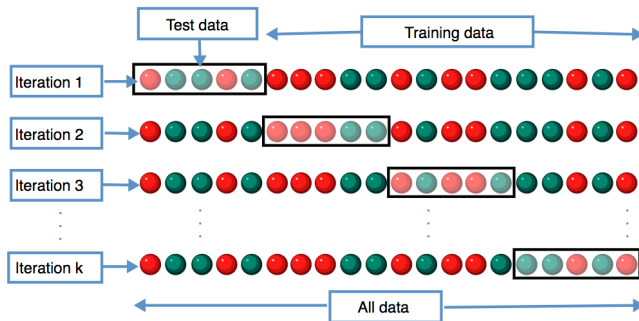 Test data
Training data
Iteration 1
Iteration 2
Iteration 3
Iteration k
All data